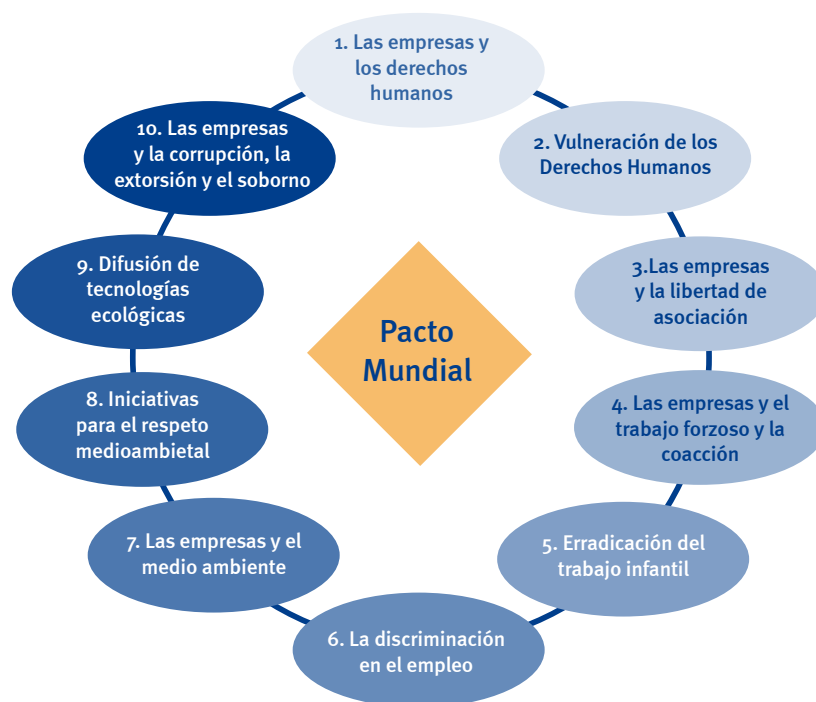 1. Las empresas y
los derechos
humanos
2. Vulneración de los
Derechos Humanos
3.Las empresas
y la libertad de
asociación
4. Las empresas y el
trabajo forzoso y la
coacción
5. Erradicación del
trabajo infantil
6. La discriminación
en el empleo
7. Las empresas y el
medio ambiente
8. Iniciativas
para el respeto
medioambietal
9. Difusión de
tecnologías
ecológicas
10. Las empresas
y la corrupción, la
extorsión y el soborno
Pacto
Mundial